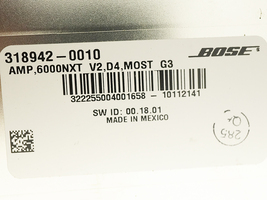 318942-0010
BOSE
AMP,6000NXT V2,D4,MOST G3
322255004001658 - 10112141
SW ID: 00.18.01
MADE IN MEXICO
285